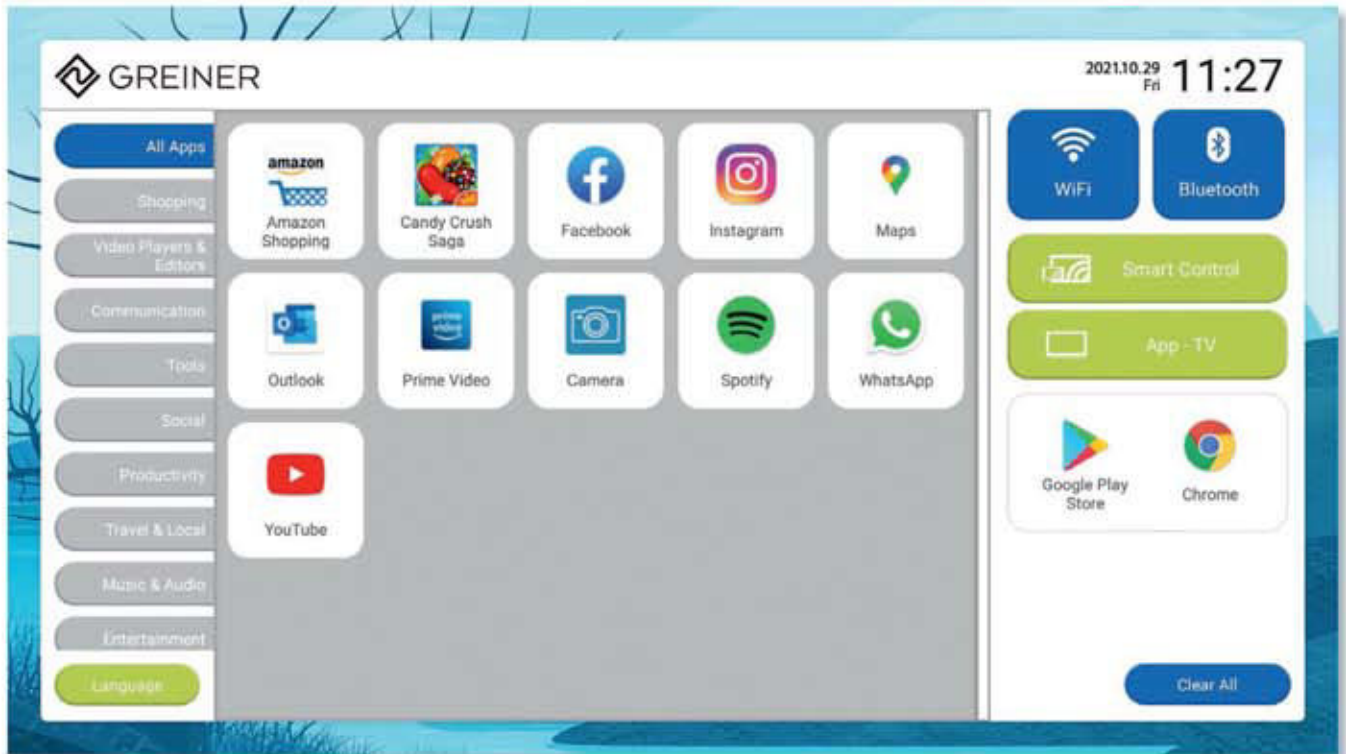 GREINER
2021.10.29
Fri
11:27
All Apps
Shopping
Video Players &
Editors
Communication
Tools
Social
Productivity
Travel & Local
Music & Audio
Entertainment
Language
amazon
Amazon
Shopping
Candy Crush
Saga
Facebook
Instagram
Maps
Outlook
prime
video
Prime Video
Camera
Spotify
WhatsApp
YouTube
WiFi
Bluetooth
Smart Control
App - TV
Google Play
Store
Chrome
Clear All